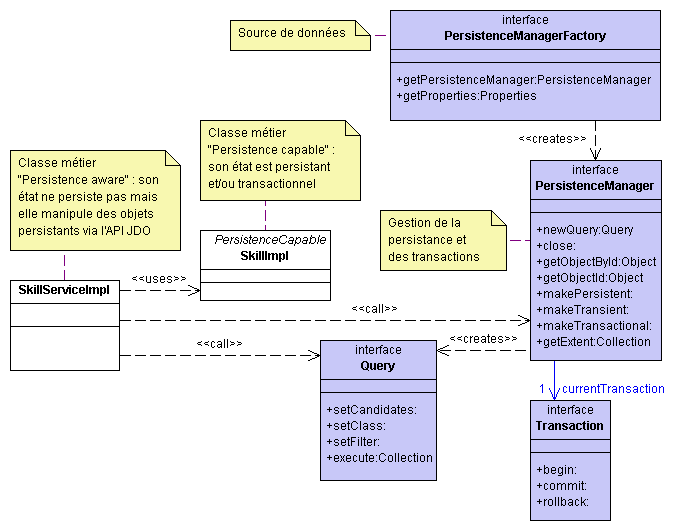 Source de données
interface
PersistenceManagerFactory
+getPersistenceManager:PersistenceManager
+getProperties:Properties
<<creates>>
Classe métier
"Persistence capable" :
son état est persistant
et/ou transactionnel
Classe métier
"Persistence aware" : son
état ne persiste pas mais
elle manipule des objets
persistants via l'API JDO
interface
PersistenceManager
+newQuery:Query
+close:
+getObjectById:Object
+getObjectId:Object
+makePersistent:
+makeTransient:
+makeTransactional:
+getExtent:Collection
Gestion de la
persistance et
des transactions
PersistenceCapable
SkillImpl
SkillServiceImpl
<<uses>>
<<call>>
<<call>>
<<creates>>
interface
Query
+setCandidates:
+setClass:
+setFilter:
+execute:Collection
1 currentTransaction
interface
Transaction
+begin:
+commit:
+rollback: